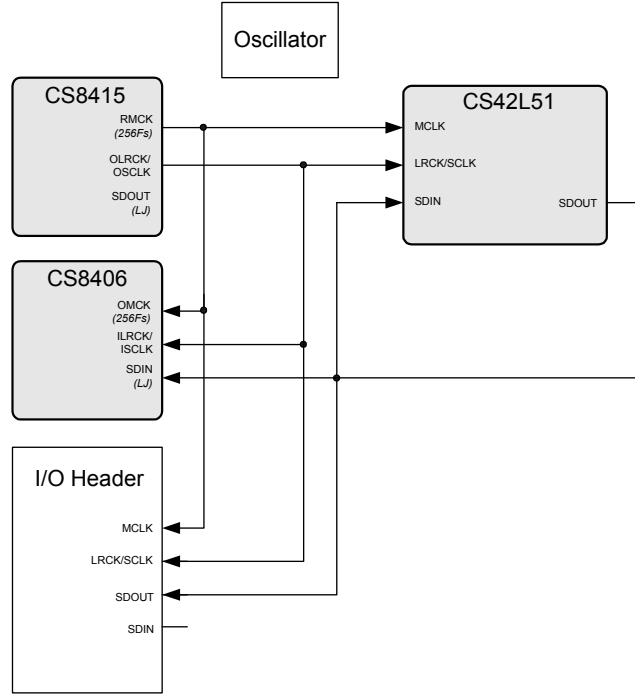 Oscillator
CS8415
RMCK
(256Fs)
OLRCK/
OSCLK
SDOUT
(LJ)
CS42L51
MCLK
LRCK/SCLK
SDIN
SDOUT
CS8406
OMCK
(256Fs)
ILRCK/
ISCLK
SDIN
(LJ)
I/O Header
MCLK
LRCK/SCLK
SDOUT
SDIN